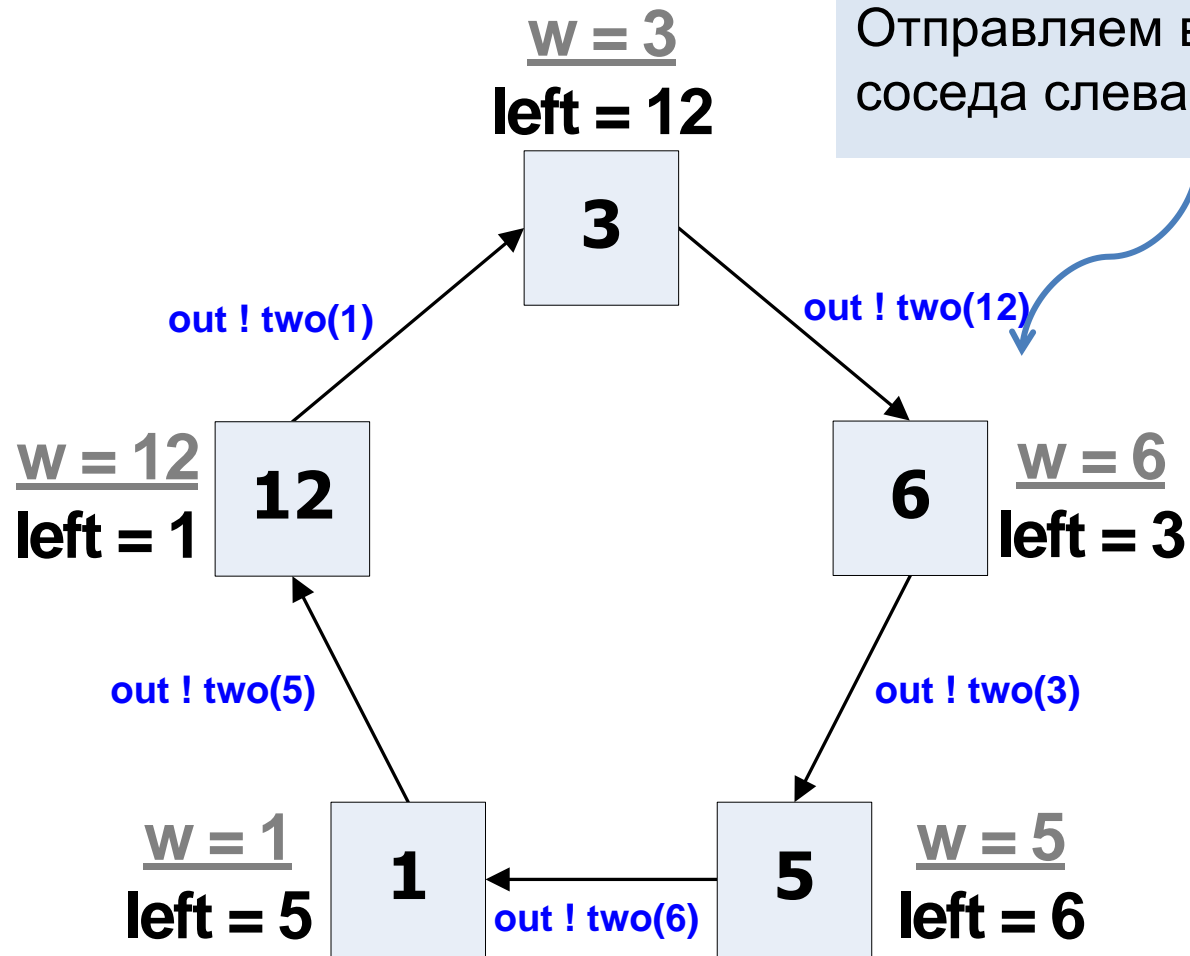 w = 3
left = 12
Отправляем
соседа слева
3
out ! two(1)
out ! two(12)
w = 12
left = 1
12
6
w = 6
left = 3
out ! two(5)
out ! two(3)
w = 1
left = 5
1
out ! two(6)
5
w = 5
left = 6